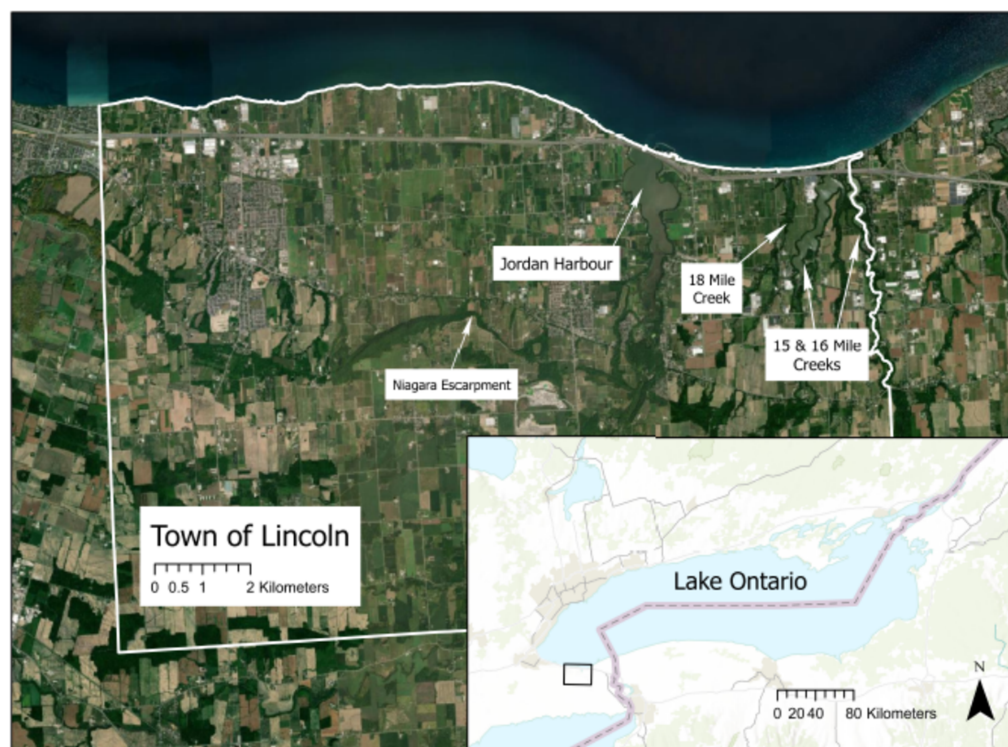 Jordan Harbour
18 Mile
Creek
15 & 16 Mile
Creeks
Niagara Escarpment
Town of Lincoln
0 0.5 1 2 Kilometers
Lake Ontario
N
0 20 40 80 Kilometers